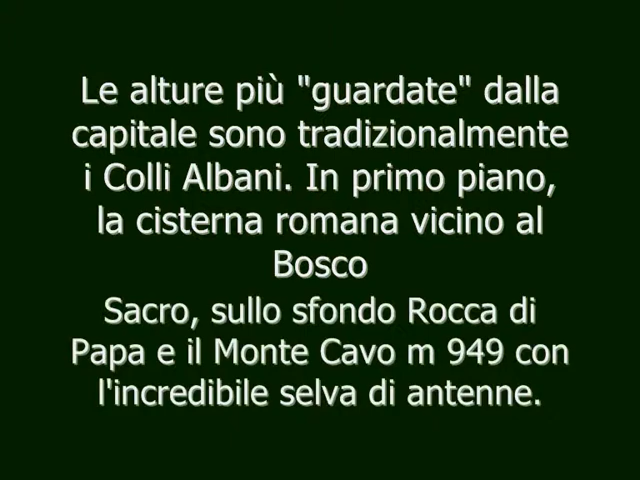 Le alture più "guardate" dalla
capitale sono tradizionalmente
i Colli Albani. In primo piano,
la cisterna romana vicino al
Bosco
Sacro, sullo sfondo Rocca di
Papa e il Monte Cavo m 949 con
l'incredibile selva di antenne.